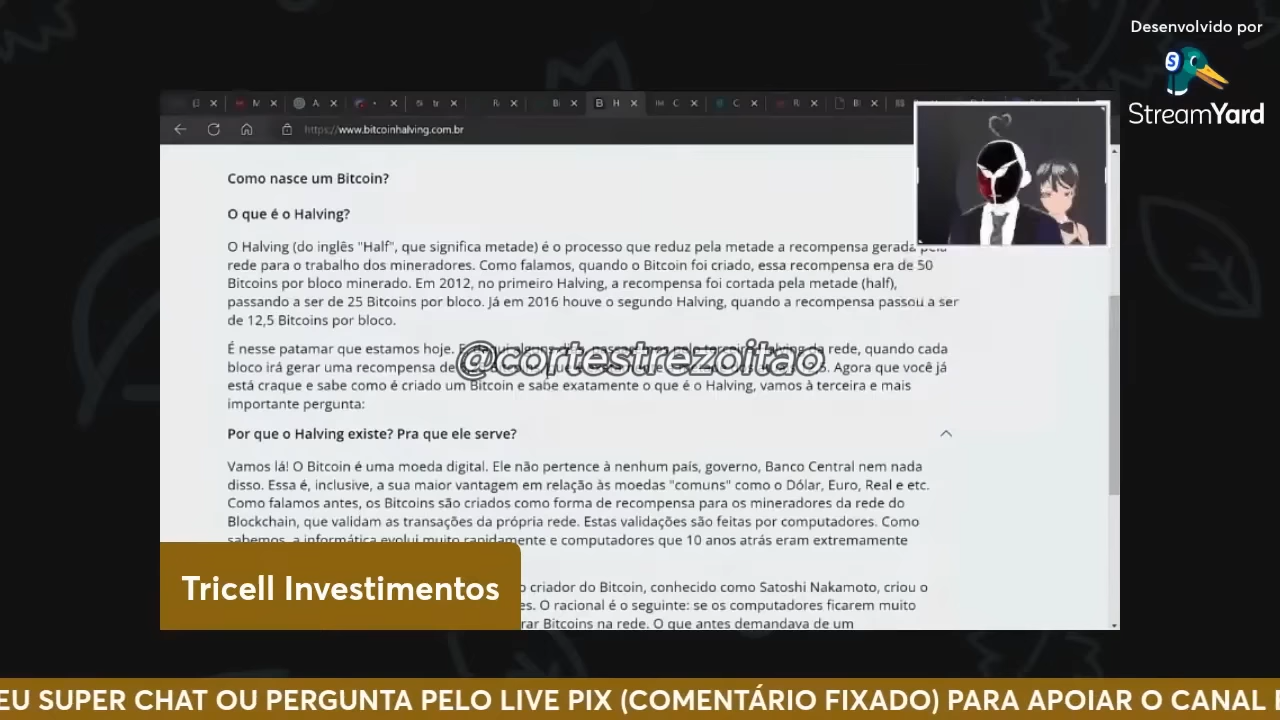 Desenvolvido por
StreamYard
https://www.bitcoinhalving.com.br
Como nasce um Bitcoin?
O que é o Halving?
O Halving (do inglês "Half", que significa metade) é o processo que reduz pela metade a recompensa gerada pela
rede para o trabalho dos mineradores. Como falamos, quando o Bitcoin foi criado, essa recompensa era de 50
Bitcoins por bloco minerado. Em 2012, no primeiro Halving, a recompensa foi cortada pela metade (half),
passando a ser de 25 Bitcoins por bloco. Já em 2016 houve o segundo Halving, quando a recompensa passou a ser
de 12,5 Bitcoins por bloco.
É nesse patamar que estamos hoje. rede, quando cada
@cortestrezoitao
bloco irá gerar uma recompensa de Agora que você já
está craque e sabe como é criado um Bitcoin e sabe exatamente o que é o Halving, vamos à terceira e mais
importante pergunta:
Por que o Halving existe? Pra que ele serve?
Vamos lá! O Bitcoin é uma moeda digital. Ele não pertence à nenhum país, governo, Banco Central nem nada
disso. Essa é, inclusive, a sua maior vantagem em relação às moedas "comuns" como o Dólar, Euro, Real e etc.
Como falamos antes, os Bitcoins são criados como forma de recompensa para os mineradores da rede do
Blockchain, que validam as transações da própria rede. Estas validações são feitas por computadores. Como
sabemos, a informática evolui muito rapidamente e computadores que 10 anos atrás eram extremamente
Tricell Investimentos
o criador do Bitcoin, conhecido como Satoshi Nakamoto, criou o
es. O racional é o seguinte: se os computadores ficarem muito
rar Bitcoins na rede. O que antes demandava de um
EU SUPER CHAT OU PERGUNTA PELO LIVE PIX (COMENTÁRIO FIXADO) PARA APOIAR O CANAL E